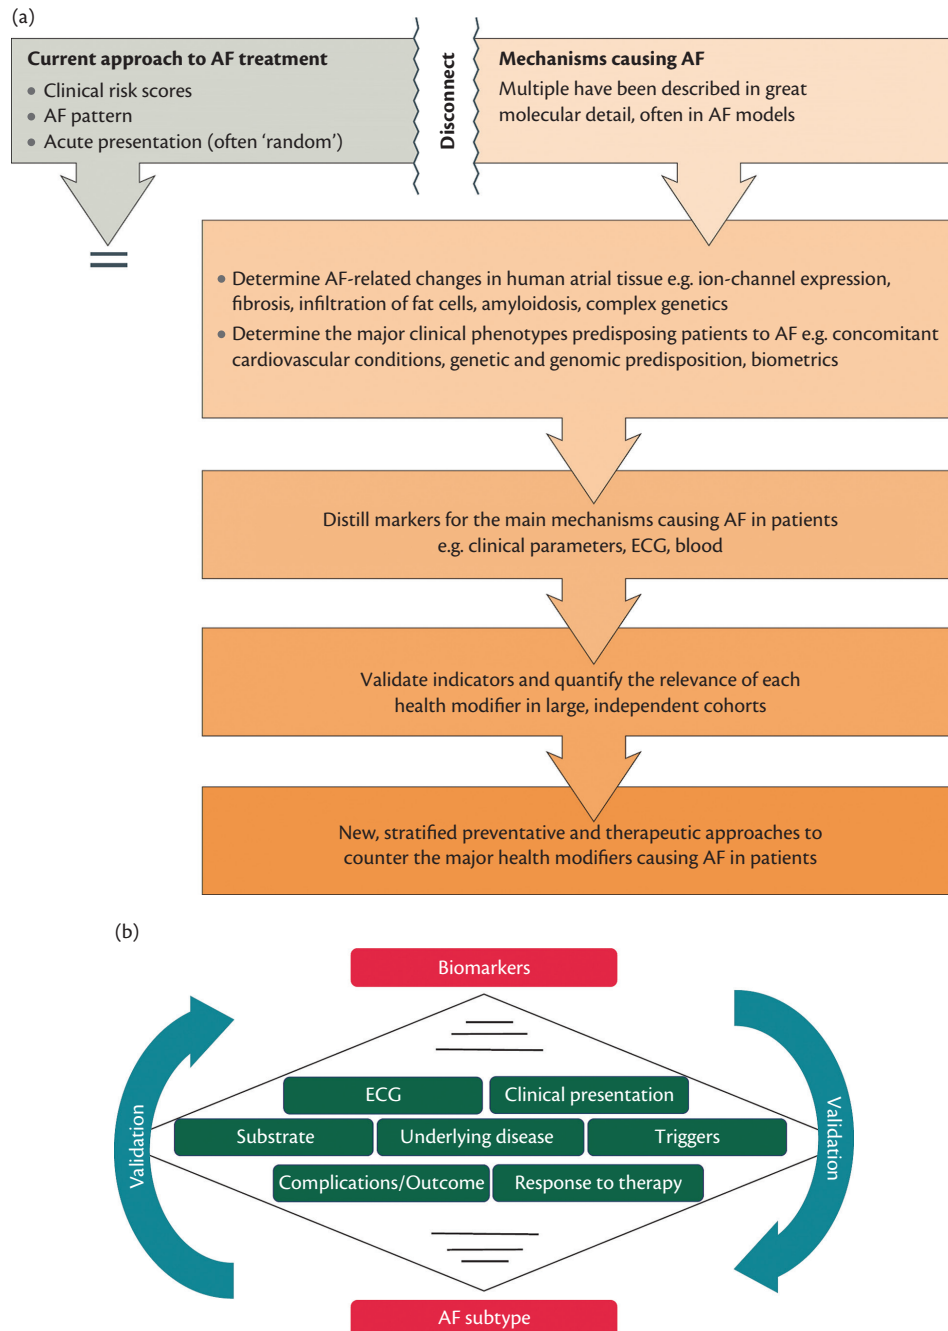 (a)
Current approach to AF treatment
• Clinical risk scores
• AF pattern
• Acute presentation (often ‘random’)
Disconnect
Mechanisms causing AF
Multiple have been described in great
molecular detail, often in AF models
• Determine AF-related changes in human atrial tissue e.g. ion-channel expression,
fibrosis, infiltration of fat cells, amyloidosis, complex genetics
• Determine the major clinical phenotypes predisposing patients to AF e.g. concomitant
cardiovascular conditions, genetic and genomic predisposition, biometrics
Distill markers for the main mechanisms causing AF in patients
e.g. clinical parameters, ECG, blood
Validate indicators and quantify the relevance of each
health modifier in large, independent cohorts
New, stratified preventative and therapeutic approaches to
counter the major health modifiers causing AF in patients
(b)
Biomarkers
ECG
Clinical presentation
Substrate
Underlying disease
Triggers
Complications/Outcome
Response to therapy
Validation
Validation
AF subtype